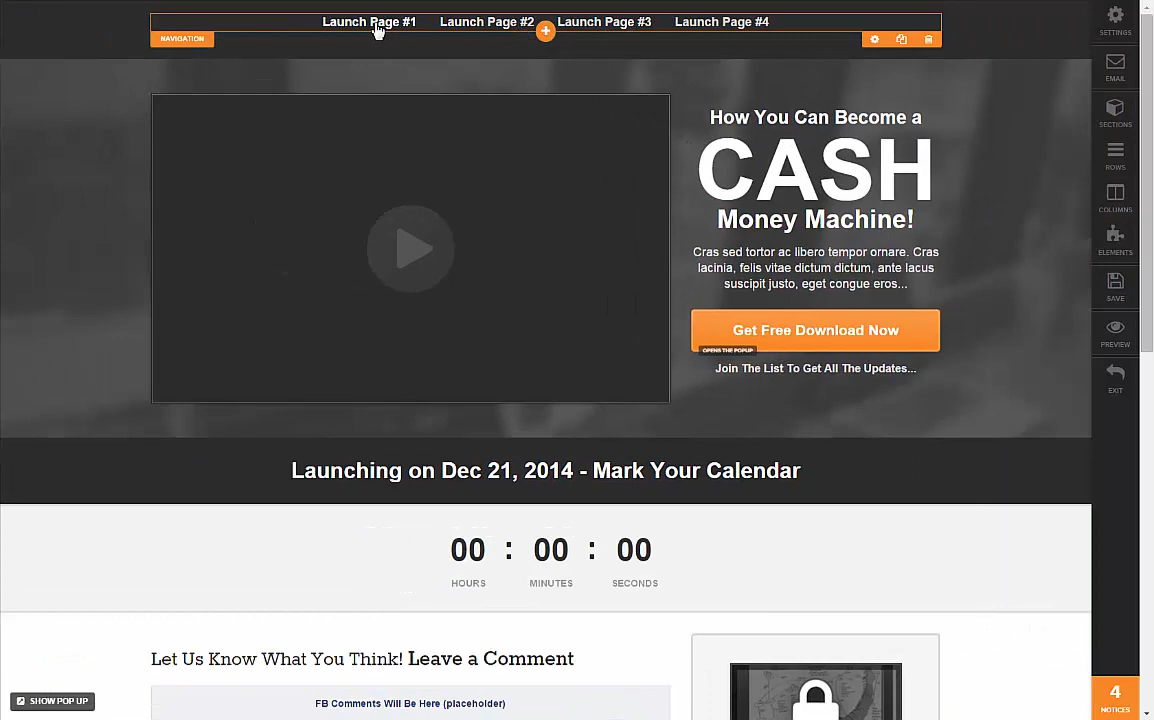 Launch Page #1 Launch Page #2 Launch Page #3 Launch Page #4
NAVIGATION
SETTINGS
EMAIL
SECTIONS
ROWS
COLUMNS
ELEMENTS
SAVE
PREVIEW
EXIT
How You Can Become a
CASH
Money Machine!
Cras sed tortor ac libero tempor ornare. Cras
lacinia, felis vitae dictum dictum, ante lacus
suscipit justo, eget congue eros...
Get Free Download Now
OPENS THE POPUP
Join The List To Get All The Updates...
Launching on Dec 21, 2014 - Mark Your Calendar
00 : 00 : 00
HOURS MINUTES SECONDS
Let Us Know What You Think! Leave a Comment
FB Comments Will Be Here (placeholder)
SHOW POP UP
4
NOTICES